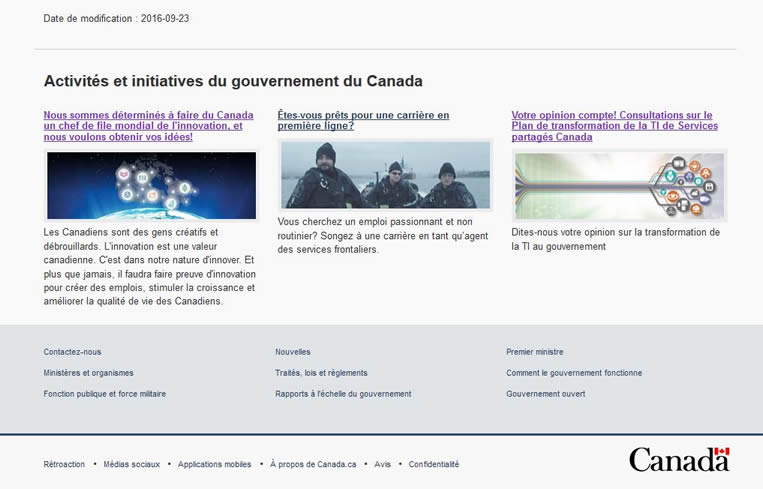 Date de modification : 2016-09-23
Activités et initiatives du gouvernement du Canada
Nous sommes déterminés à faire du Canada
un chef de file mondial de l'innovation, et
nous voulons obtenir vos idées!
Les Canadiens sont des gens créatifs et
débrouillards. L'innovation est une valeur
canadienne. C'est dans notre nature d'innover. Et
plus que jamais, il faudra faire preuve d'innovation
pour créer des emplois, stimuler la croissance et
améliorer la qualité de vie des Canadiens.
Êtes-vous prêts pour une carrière en
première ligne?
Vous cherchez un emploi passionnant et non
routinier? Songez à une carrière en tant qu'agent
des services frontaliers.
Votre opinion compte! Consultations sur le
Plan de transformation de la TI de Services
partagés Canada
Dites-nous votre opinion sur la transformation de
la TI au gouvernement
Contactez-nous
Ministères et organismes
Fonction publique et force militaire
Nouvelles
Traités, lois et règlements
Rapports à l'échelle du gouvernement
Premier ministre
Comment le gouvernement fonctionne
Gouvernement ouvert
Rétroaction • Médias sociaux • Applications mobiles • À propos de Canada.ca • Avis • Confidentialité
Canada